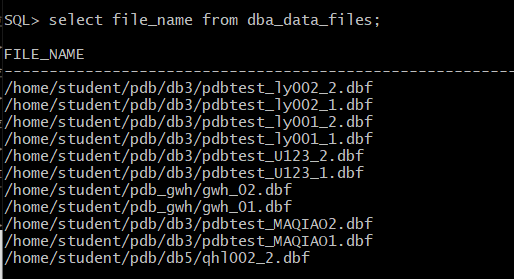 SQL> select file_name from dba_data_files;
FILE_NAME
--------------------------------------------------------------------------------
/home/student/pdb/db3/pdbtest_ly002_2.dbf
/home/student/pdb/db3/pdbtest_ly002_1.dbf
/home/student/pdb/db3/pdbtest_ly001_2.dbf
/home/student/pdb/db3/pdbtest_ly001_1.dbf
/home/student/pdb/db3/pdbtest_U123_2.dbf
/home/student/pdb/db3/pdbtest_U123_1.dbf
/home/student/pdb_gwh/gwh_02.dbf
/home/student/pdb_gwh/gwh_01.dbf
/home/student/pdb/db3/pdbtest_MAQIAO2.dbf
/home/student/pdb/db3/pdbtest_MAQIAO1.dbf
/home/student/pdb/db5/qhl002_2.dbf